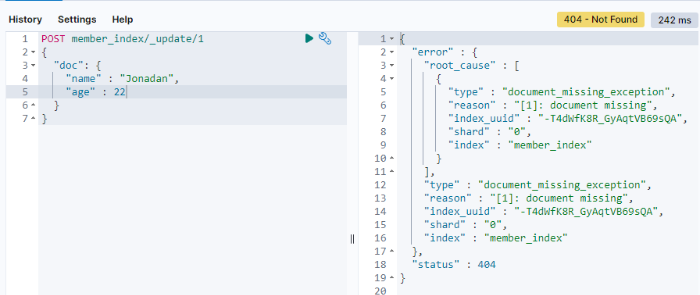 History Settings Help
404 - Not Found 242 ms
1 POST member_index/_update/1
2 {
3 "doc": {
4 "name" : "Jonadan",
5 "age" : 22
6 }
7 }
1 {
2 "error" : {
3 "root_cause" : [
4 {
5 "type" : "document_missing_exception",
6 "reason" : "[1]: document missing",
7 "index_uuid" : "-T4dWfK8R_GyAqtVB69sQA",
8 "shard" : "0",
9 "index" : "member_index"
10 }
11 ],
12 "type" : "document_missing_exception",
13 "reason" : "[1]: document missing",
14 "index_uuid" : "-T4dWfK8R_GyAqtVB69sQA",
15 "shard" : "0",
16 "index" : "member_index"
17 },
18 "status" : 404
19 }
20